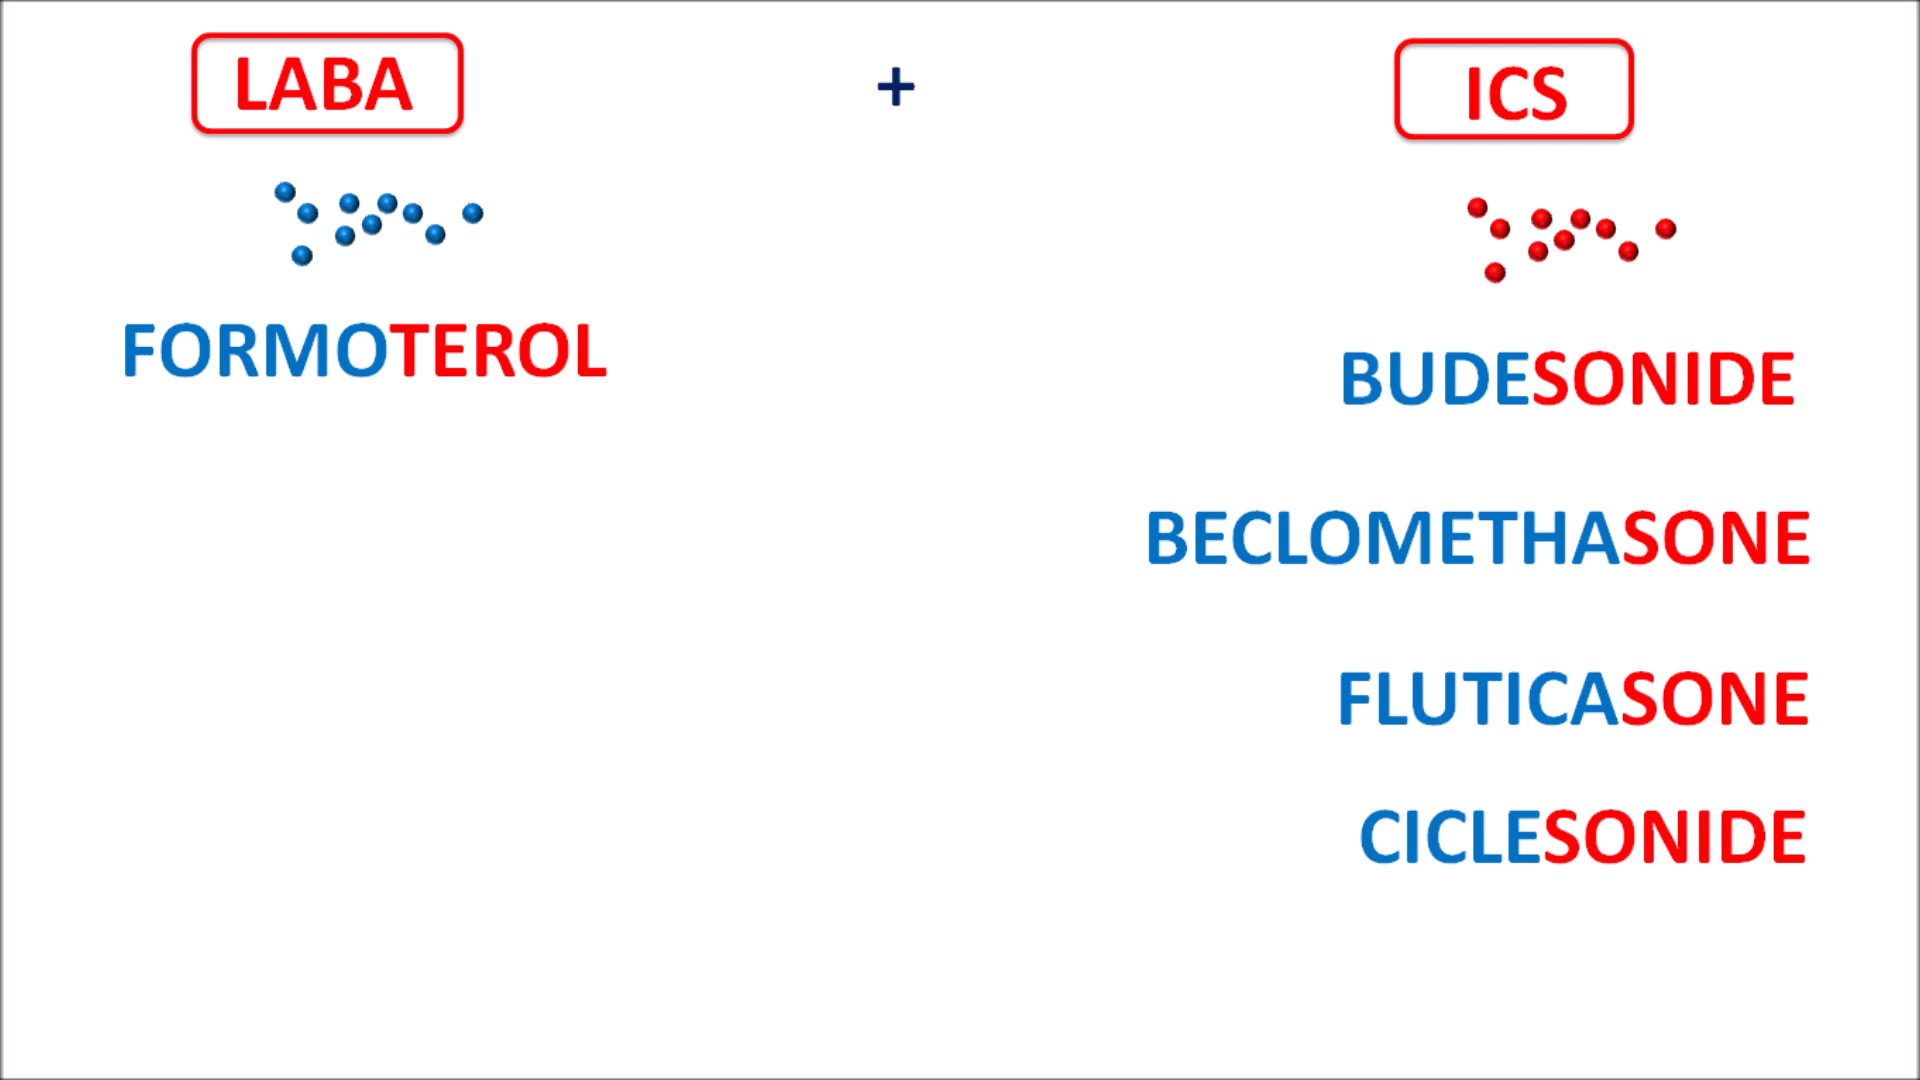 LABA + ICS
FORMOTEROL
BUDESONIDE
BECLOMETHASONE
FLUTICASONE
CICLESONIDE